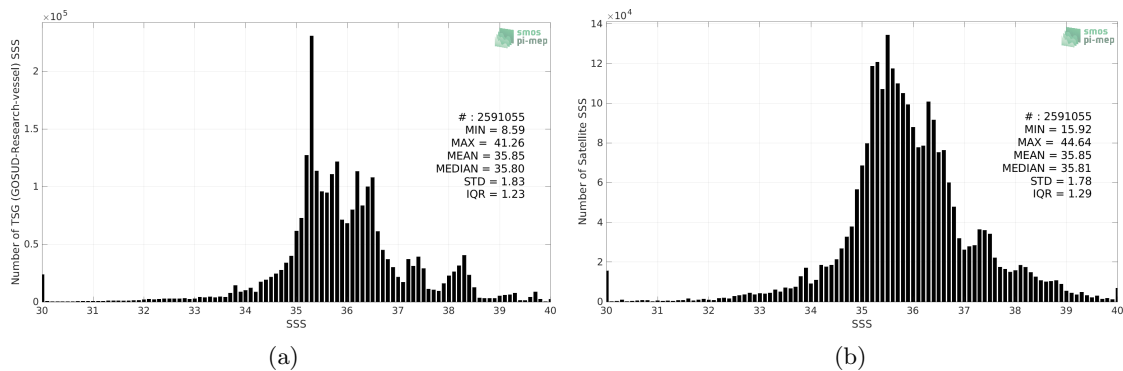 ×10⁵
Number of TSG (GOSUD-Research-vessel) SSS
2
1.5
1
0.5
0
30 31 32 33 34 35 36 37 38 39 40
SSS
smos
pi-mep
# : 2591055
MIN = 8.59
MAX = 41.26
MEAN = 35.85
MEDIAN = 35.80
STD = 1.83
IQR = 1.23
(a)
×10⁴
Number of Satellite SSS
14
12
10
8
6
4
2
0
30 31 32 33 34 35 36 37 38 39 40
SSS
smos
pi-mep
# : 2591055
MIN = 15.92
MAX = 44.64
MEAN = 35.85
MEDIAN = 35.81
STD = 1.78
IQR = 1.29
(b)